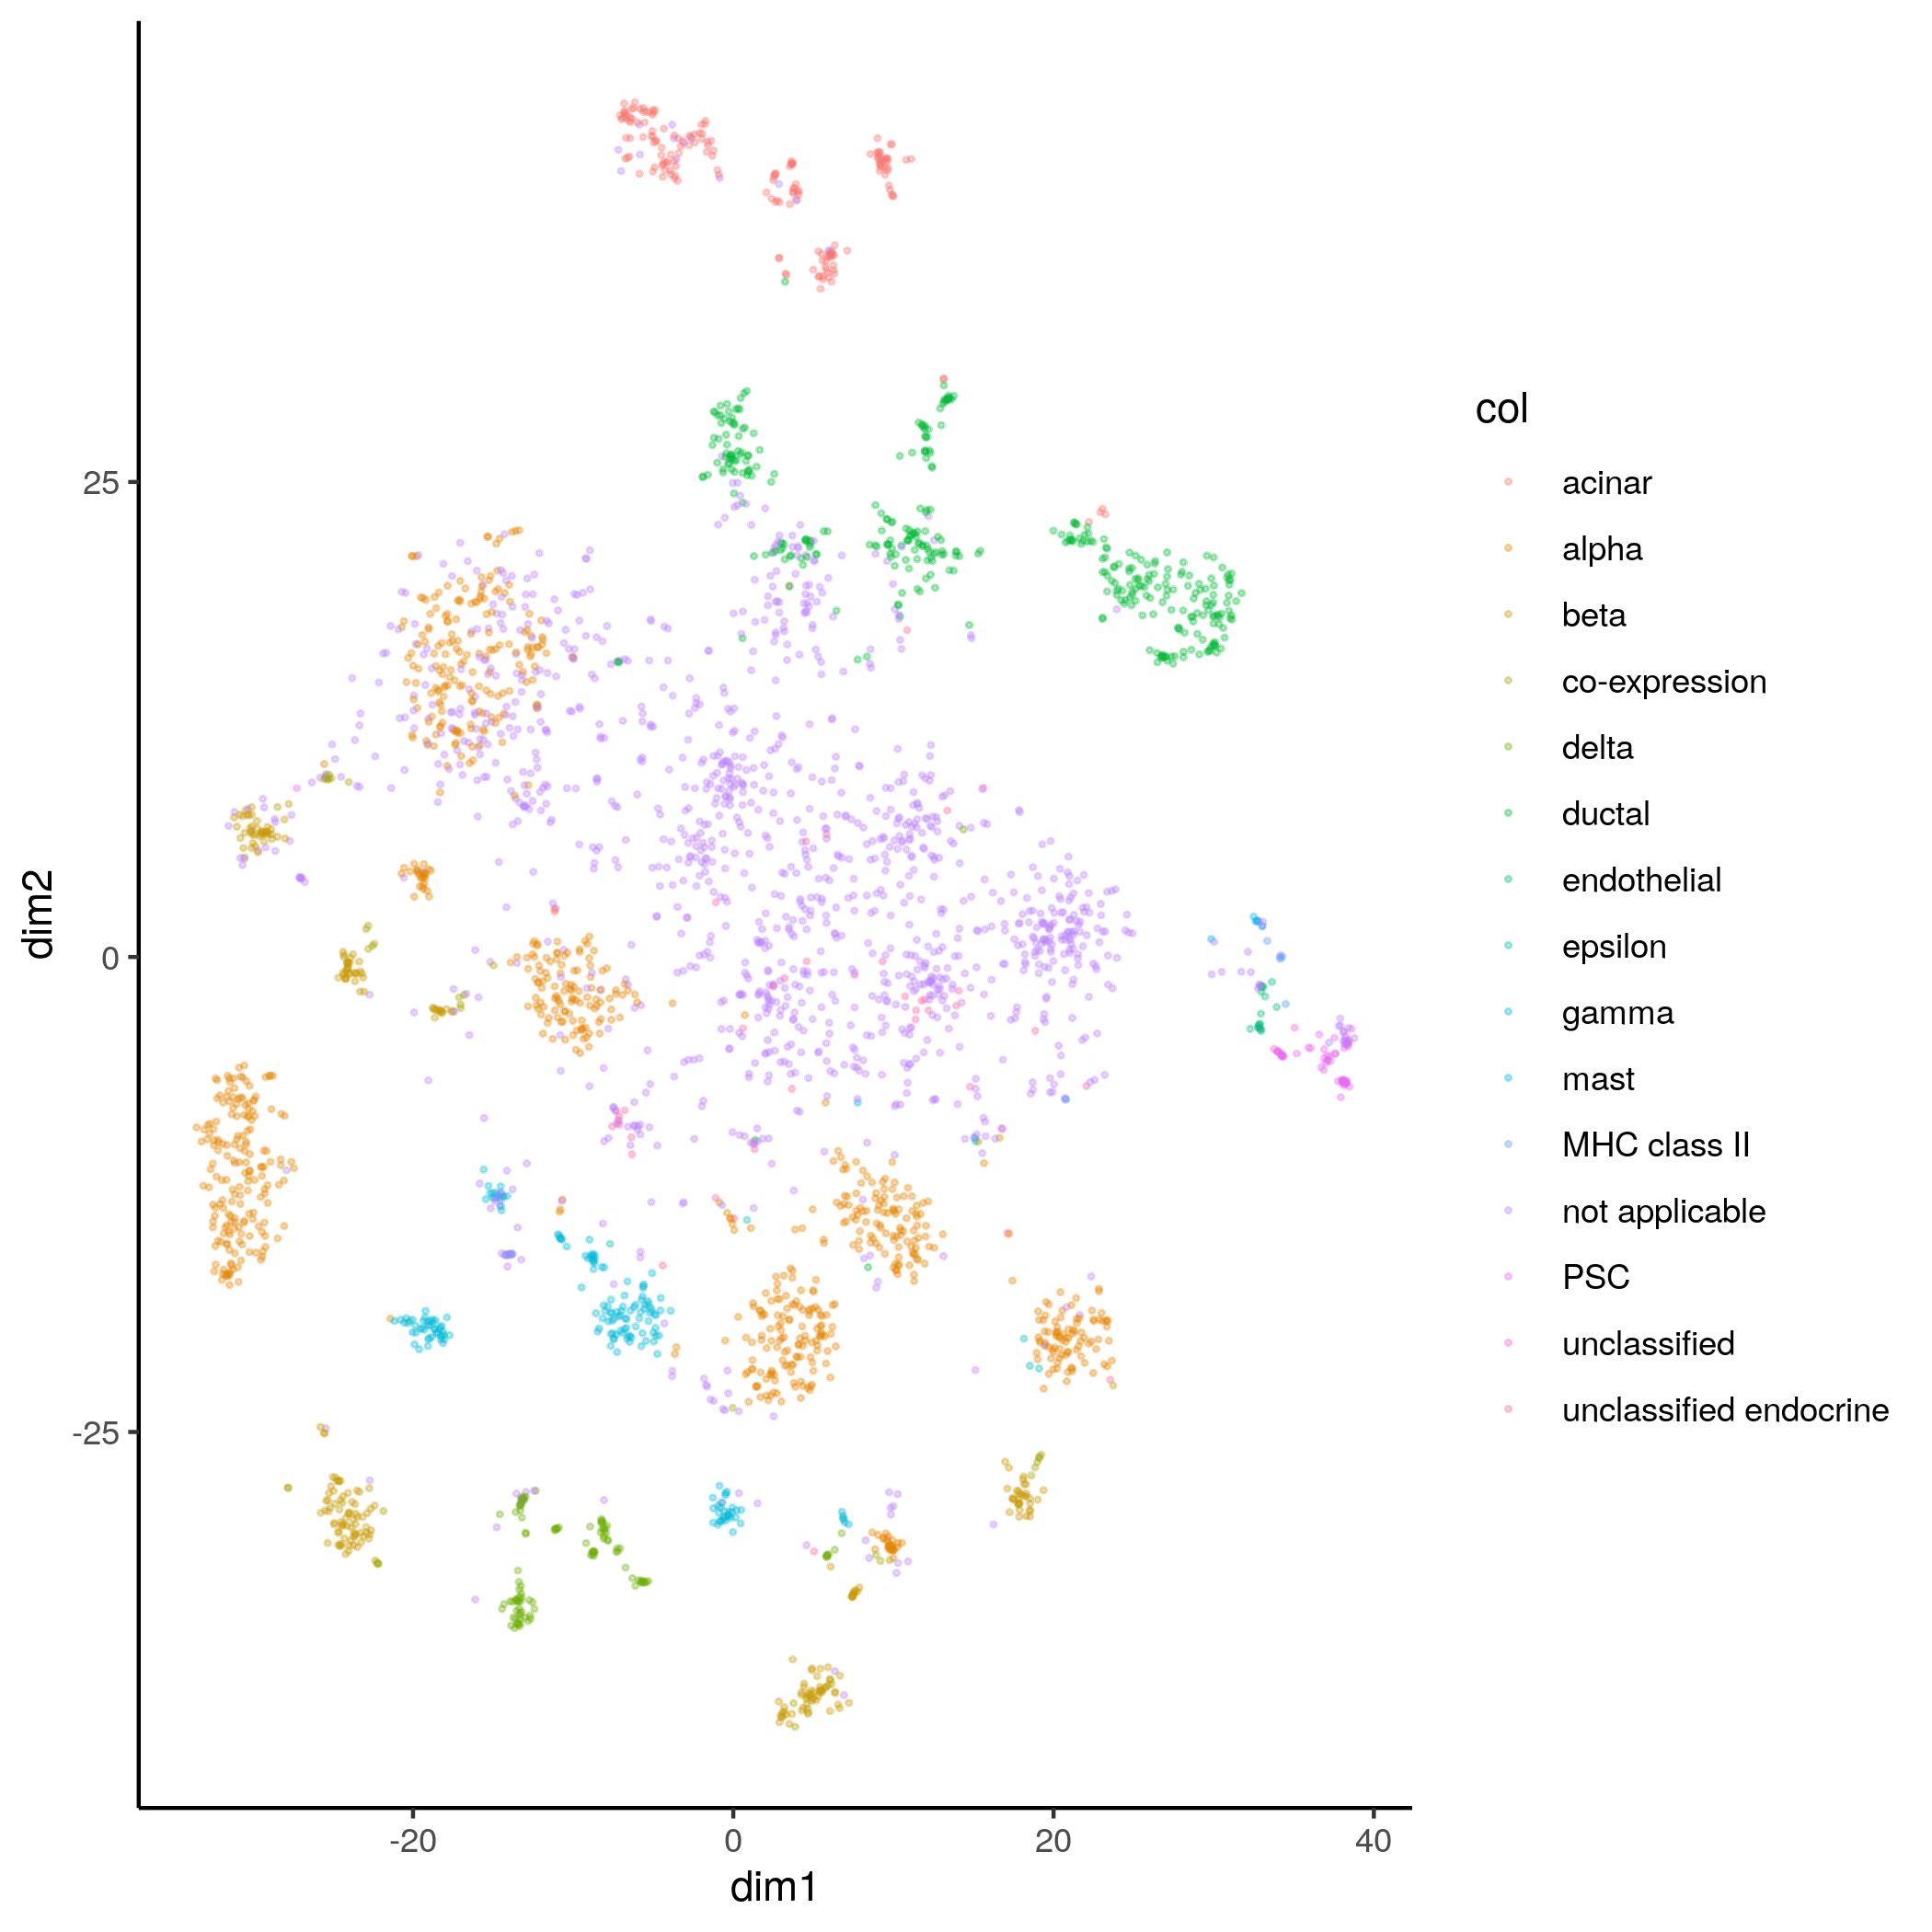 col
acinar
alpha
beta
co-expression
delta
ductal
endothelial
epsilon
gamma
mast
MHC class II
not applicable
PSC
unclassified
unclassified endocrine
25
0
-25
dim2
-20 0 20 40
dim1